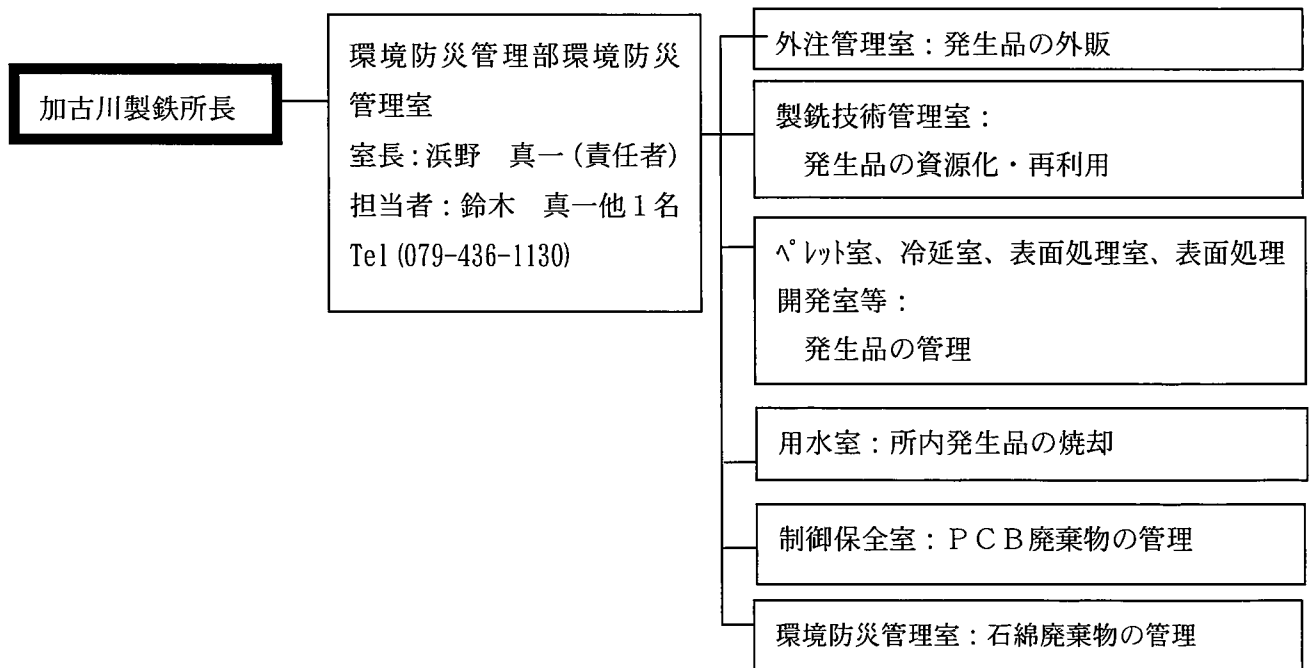 加古川製鉄所長
環境防災管理部環境防災
管理室
室長：浜野　真一（責任者）
担当者：鈴木　真一他１名
Tel (079-436-1130)
外注管理室：発生品の外販
製銑技術管理室：
発生品の資源化・再利用
ﾍﾟﾚｯﾄ室、冷延室、表面処理室、表面処理
開発室等：
発生品の管理
用水室：所内発生品の焼却
制御保全室：ＰＣＢ廃棄物の管理
環境防災管理室：石綿廃棄物の管理